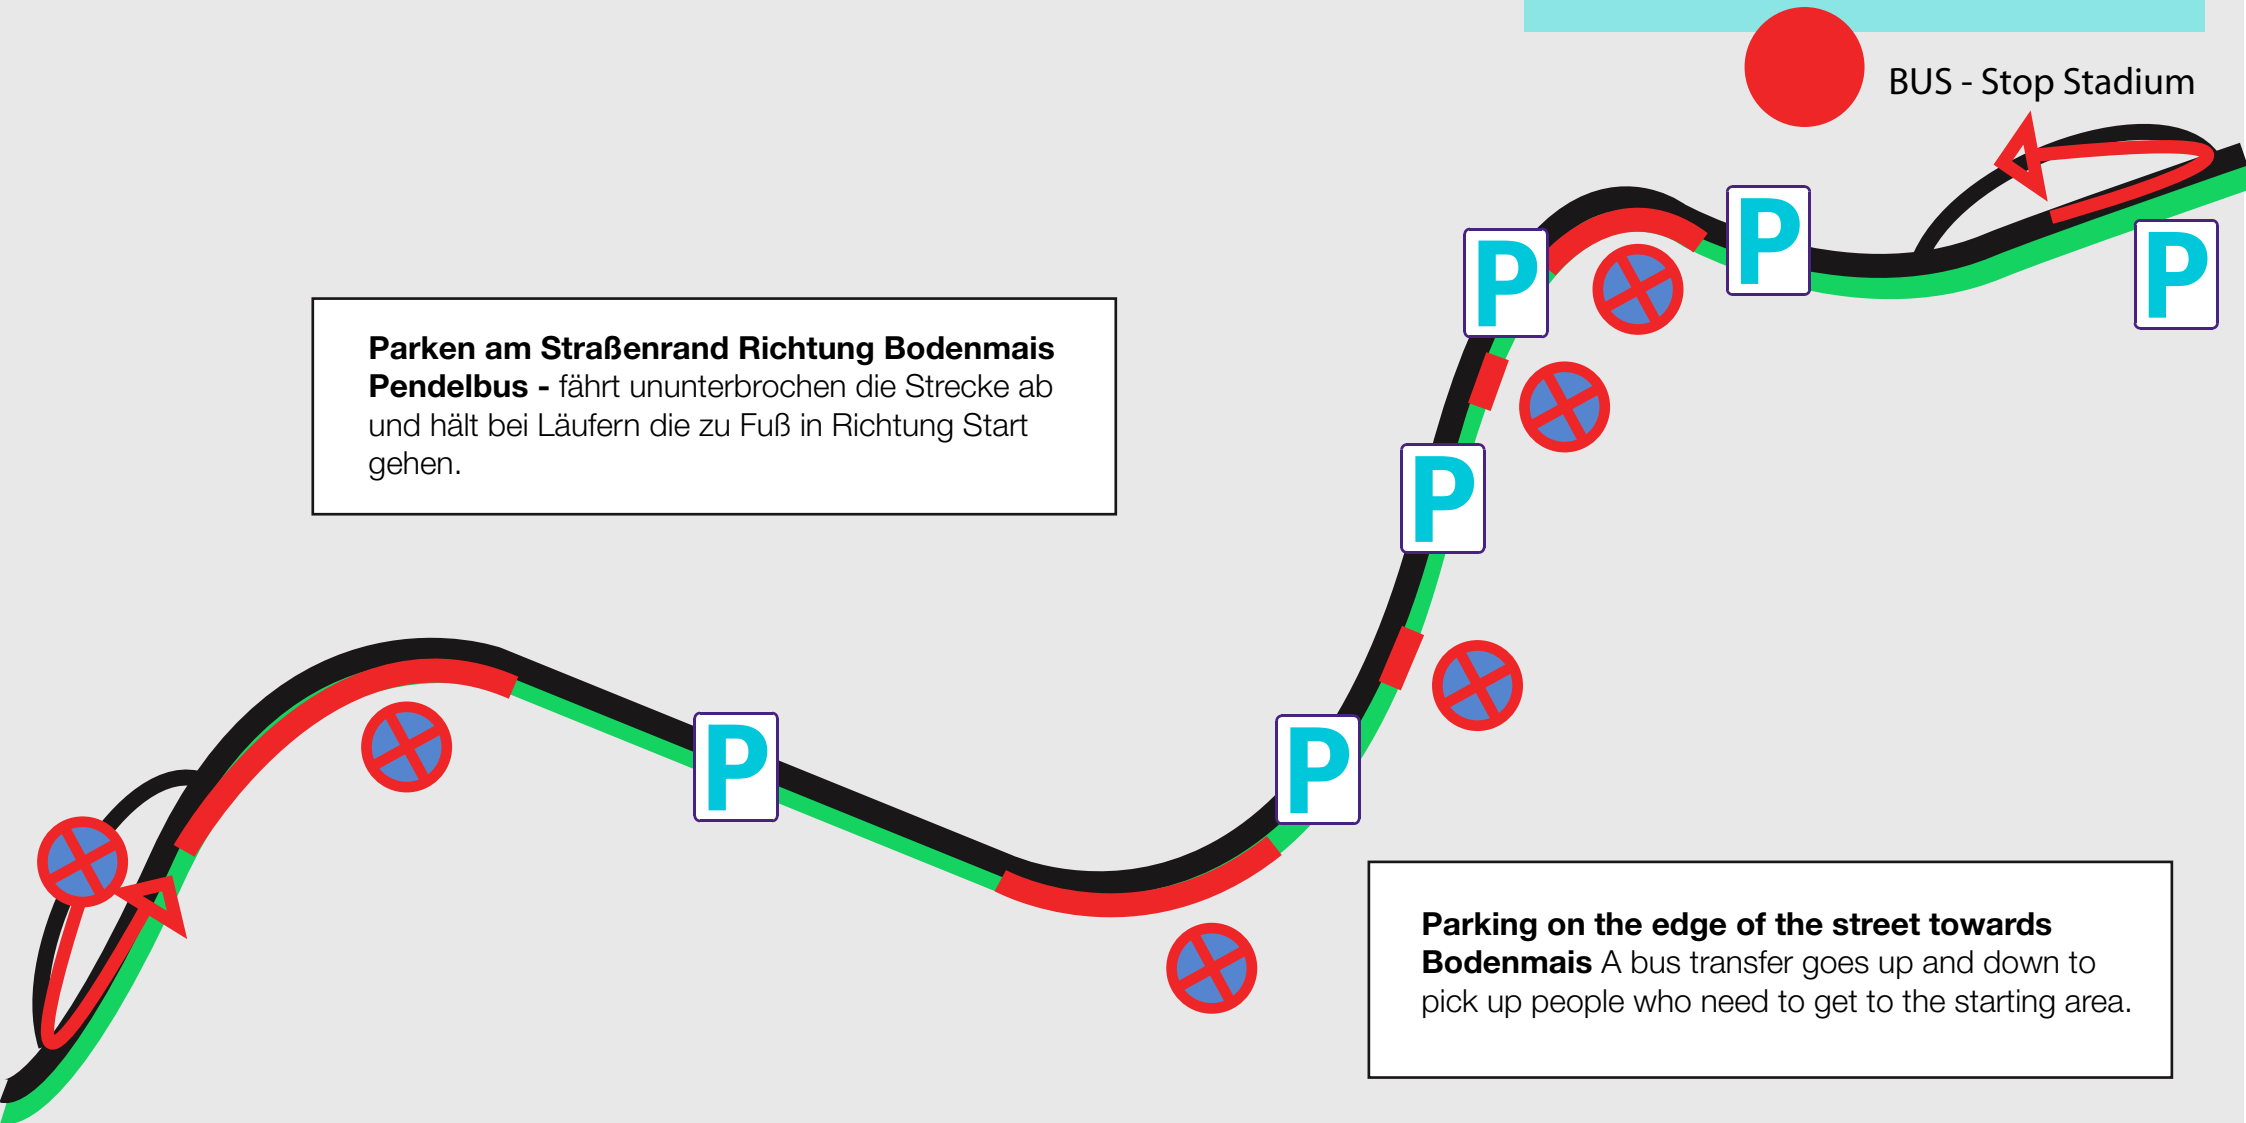 BUS - Stop Stadium
P
P
P
P
Parken am Straßenrand Richtung Bodenmais
Pendelbus - fährt ununterbrochen die Strecke ab
und hält bei Läufern die zu Fuß in Richtung Start
gehen.
P
P
P
Parking on the edge of the street towards
Bodenmais A bus transfer goes up and down to
pick up people who need to get to the starting area.